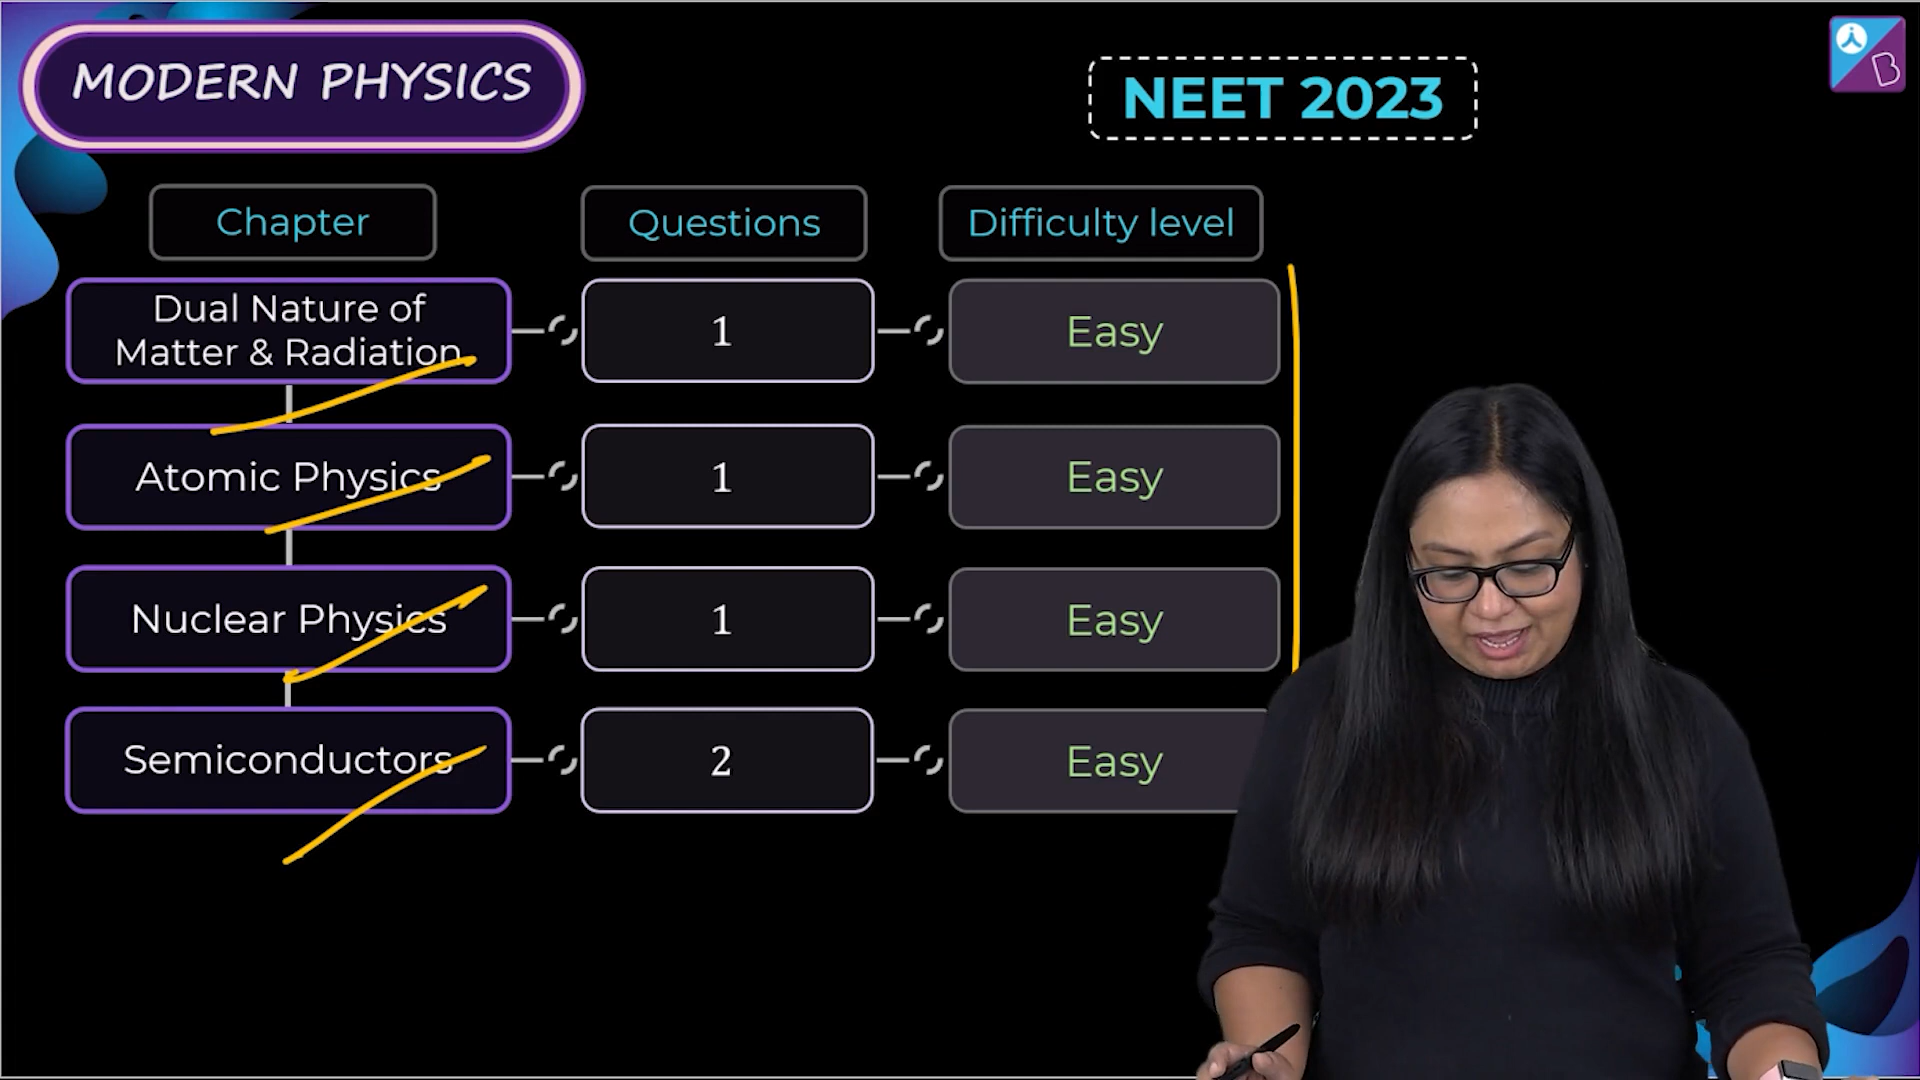 MODERN PHYSICS
NEET 2023
B
Chapter
Questions
Difficulty level
Dual Nature of
Matter & Radiation
1
Easy
Atomic Physics
1
Easy
Nuclear Physics
1
Easy
Semiconductors
2
Easy